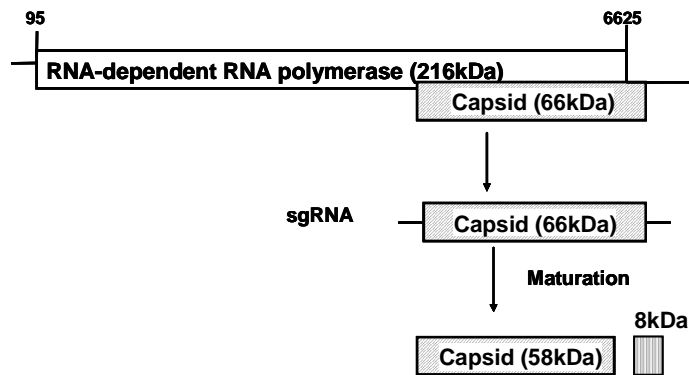 95 6625
RNA-dependent RNA polymerase (216kDa)
Capsid (66kDa)
sgRNA Capsid (66kDa)
Maturation
8kDa
Capsid (58kDa)